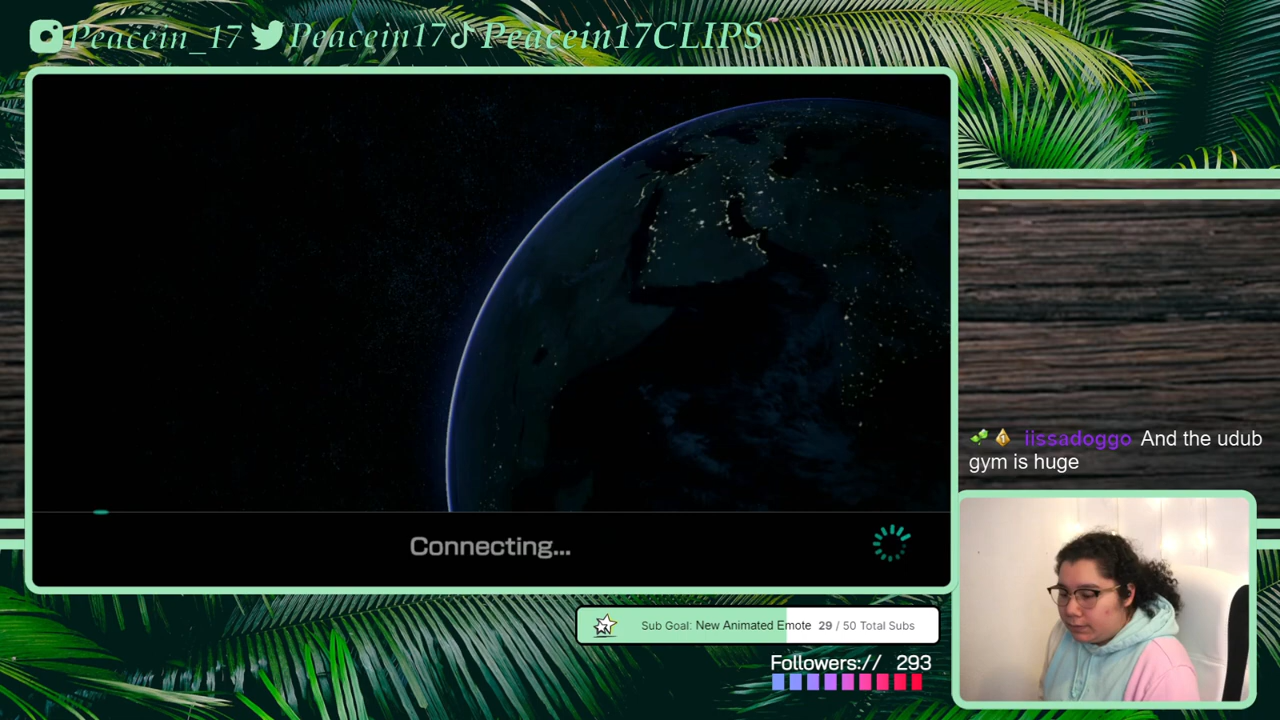 Peacein_17 Peacein17 Peacein17CLIPS
Connecting...
iissadoggo And the udub
gym is huge
Sub Goal: New Animated Emote 29 / 50 Total Subs
Followers:// 293